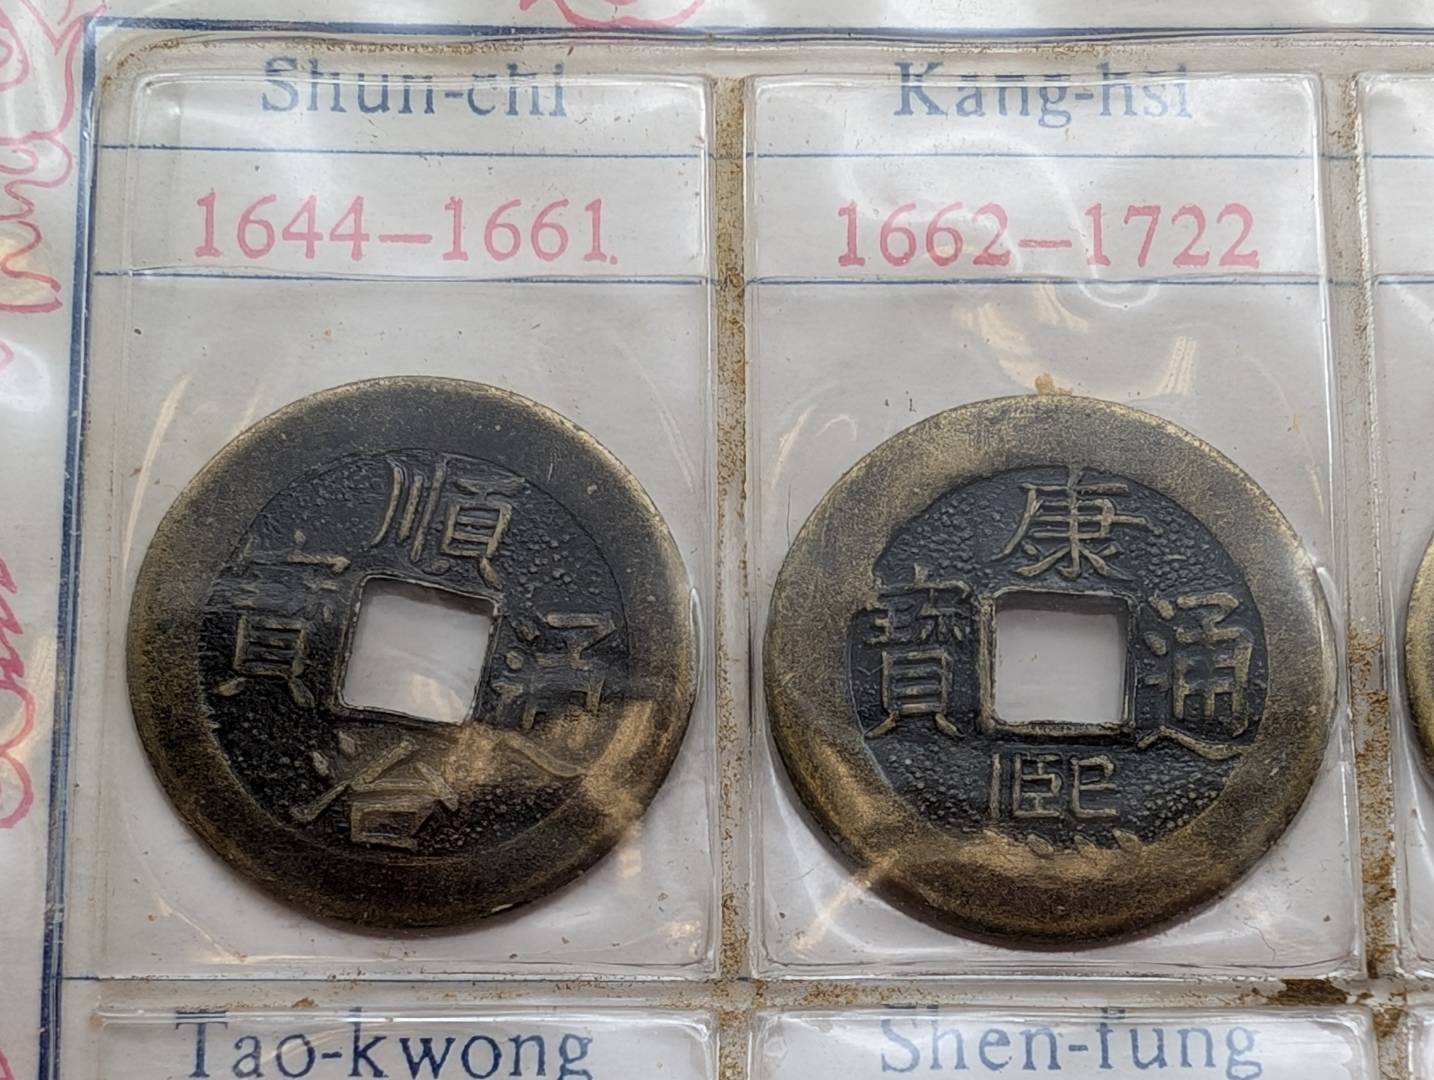 Shun-chi
Kang-hsi
1644–1661.
1662–1722
順治通寶
康熙通寶
Tao-kwong
Shen-fung